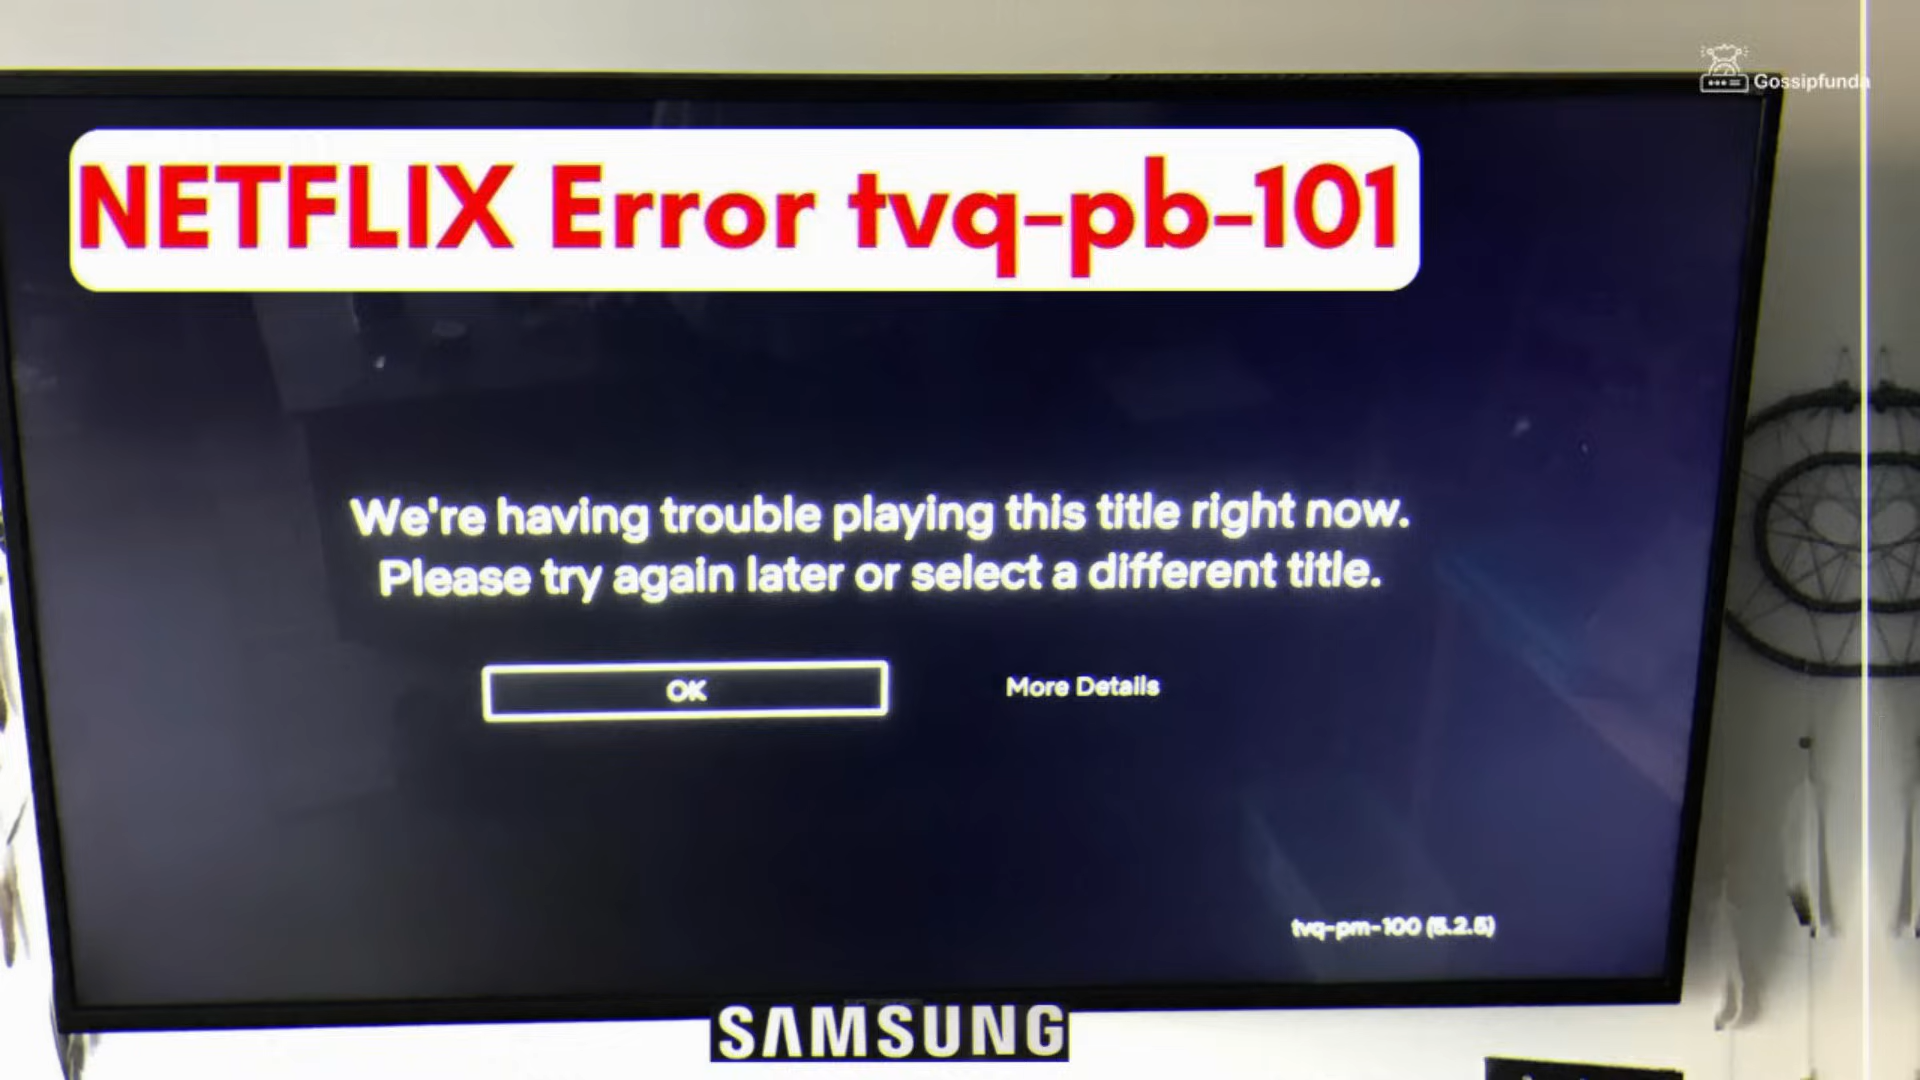 Gossipfunda
NETFLIX Error tvq-pb-101
We're having trouble playing this title right now.
Please try again later or select a different title.
OK
More Details
tvq-pm-100 (5.2.5)
SAMSUNG